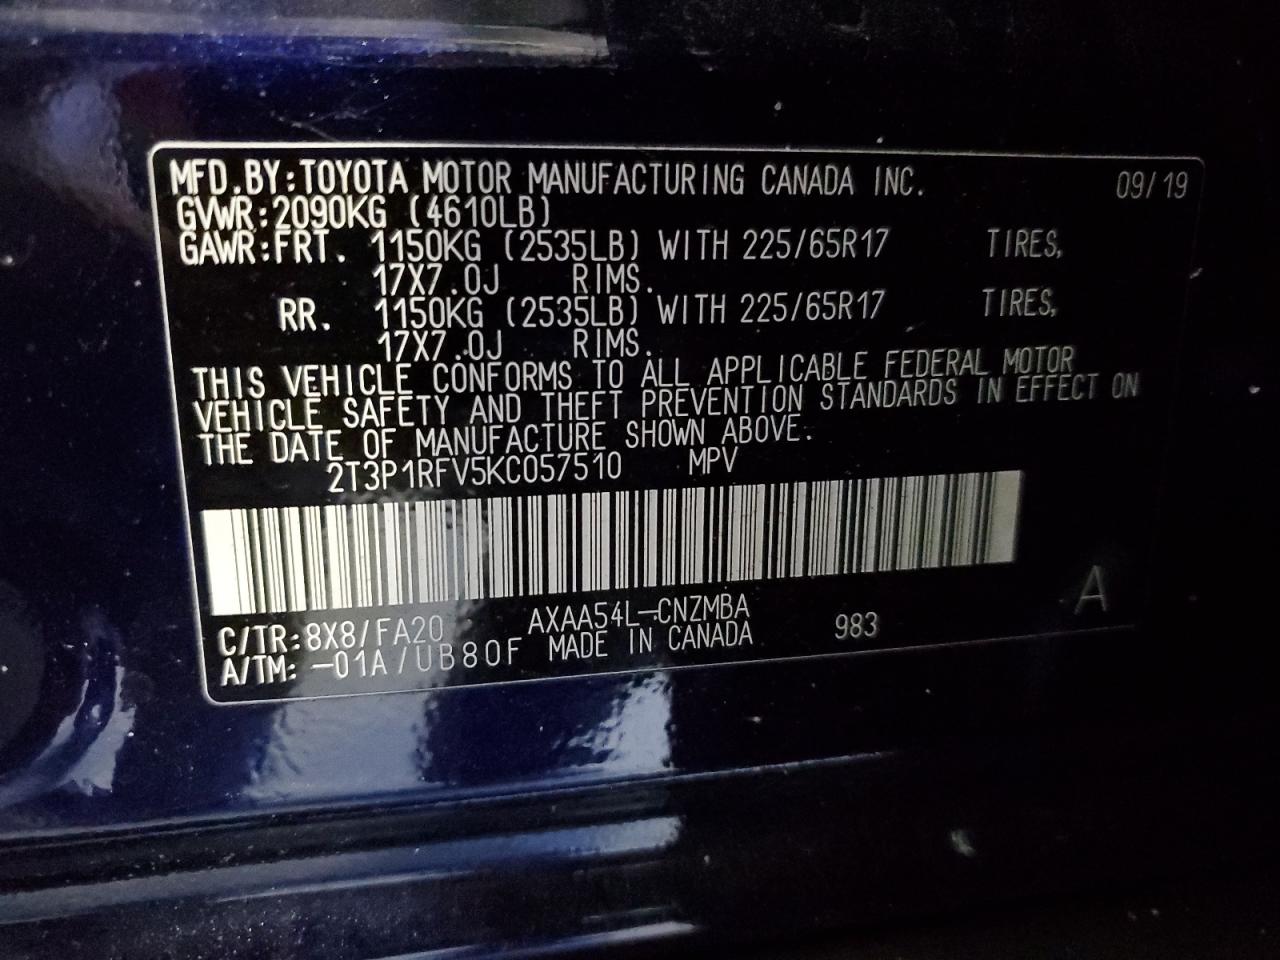 MFD.BY:TOYOTA MOTOR MANUFACTURING CANADA INC. 09/19
GVWR:2090KG (4610LB)
GAWR:FRT. 1150KG (2535LB) WITH 225/65R17 TIRES,
17X7.0J RIMS.
RR. 1150KG (2535LB) WITH 225/65R17 TIRES,
17X7.0J RIMS.
THIS VEHICLE CONFORMS TO ALL APPLICABLE FEDERAL MOTOR
VEHICLE SAFETY AND THEFT PREVENTION STANDARDS IN EFFECT ON
THE DATE OF MANUFACTURE SHOWN ABOVE.
2T3P1RFV5KC057510 MPV
A
C/TR:8X8/FA20 AXAA54L-CNZMBA 983
A/TM:-01A/UB80F MADE IN CANADA